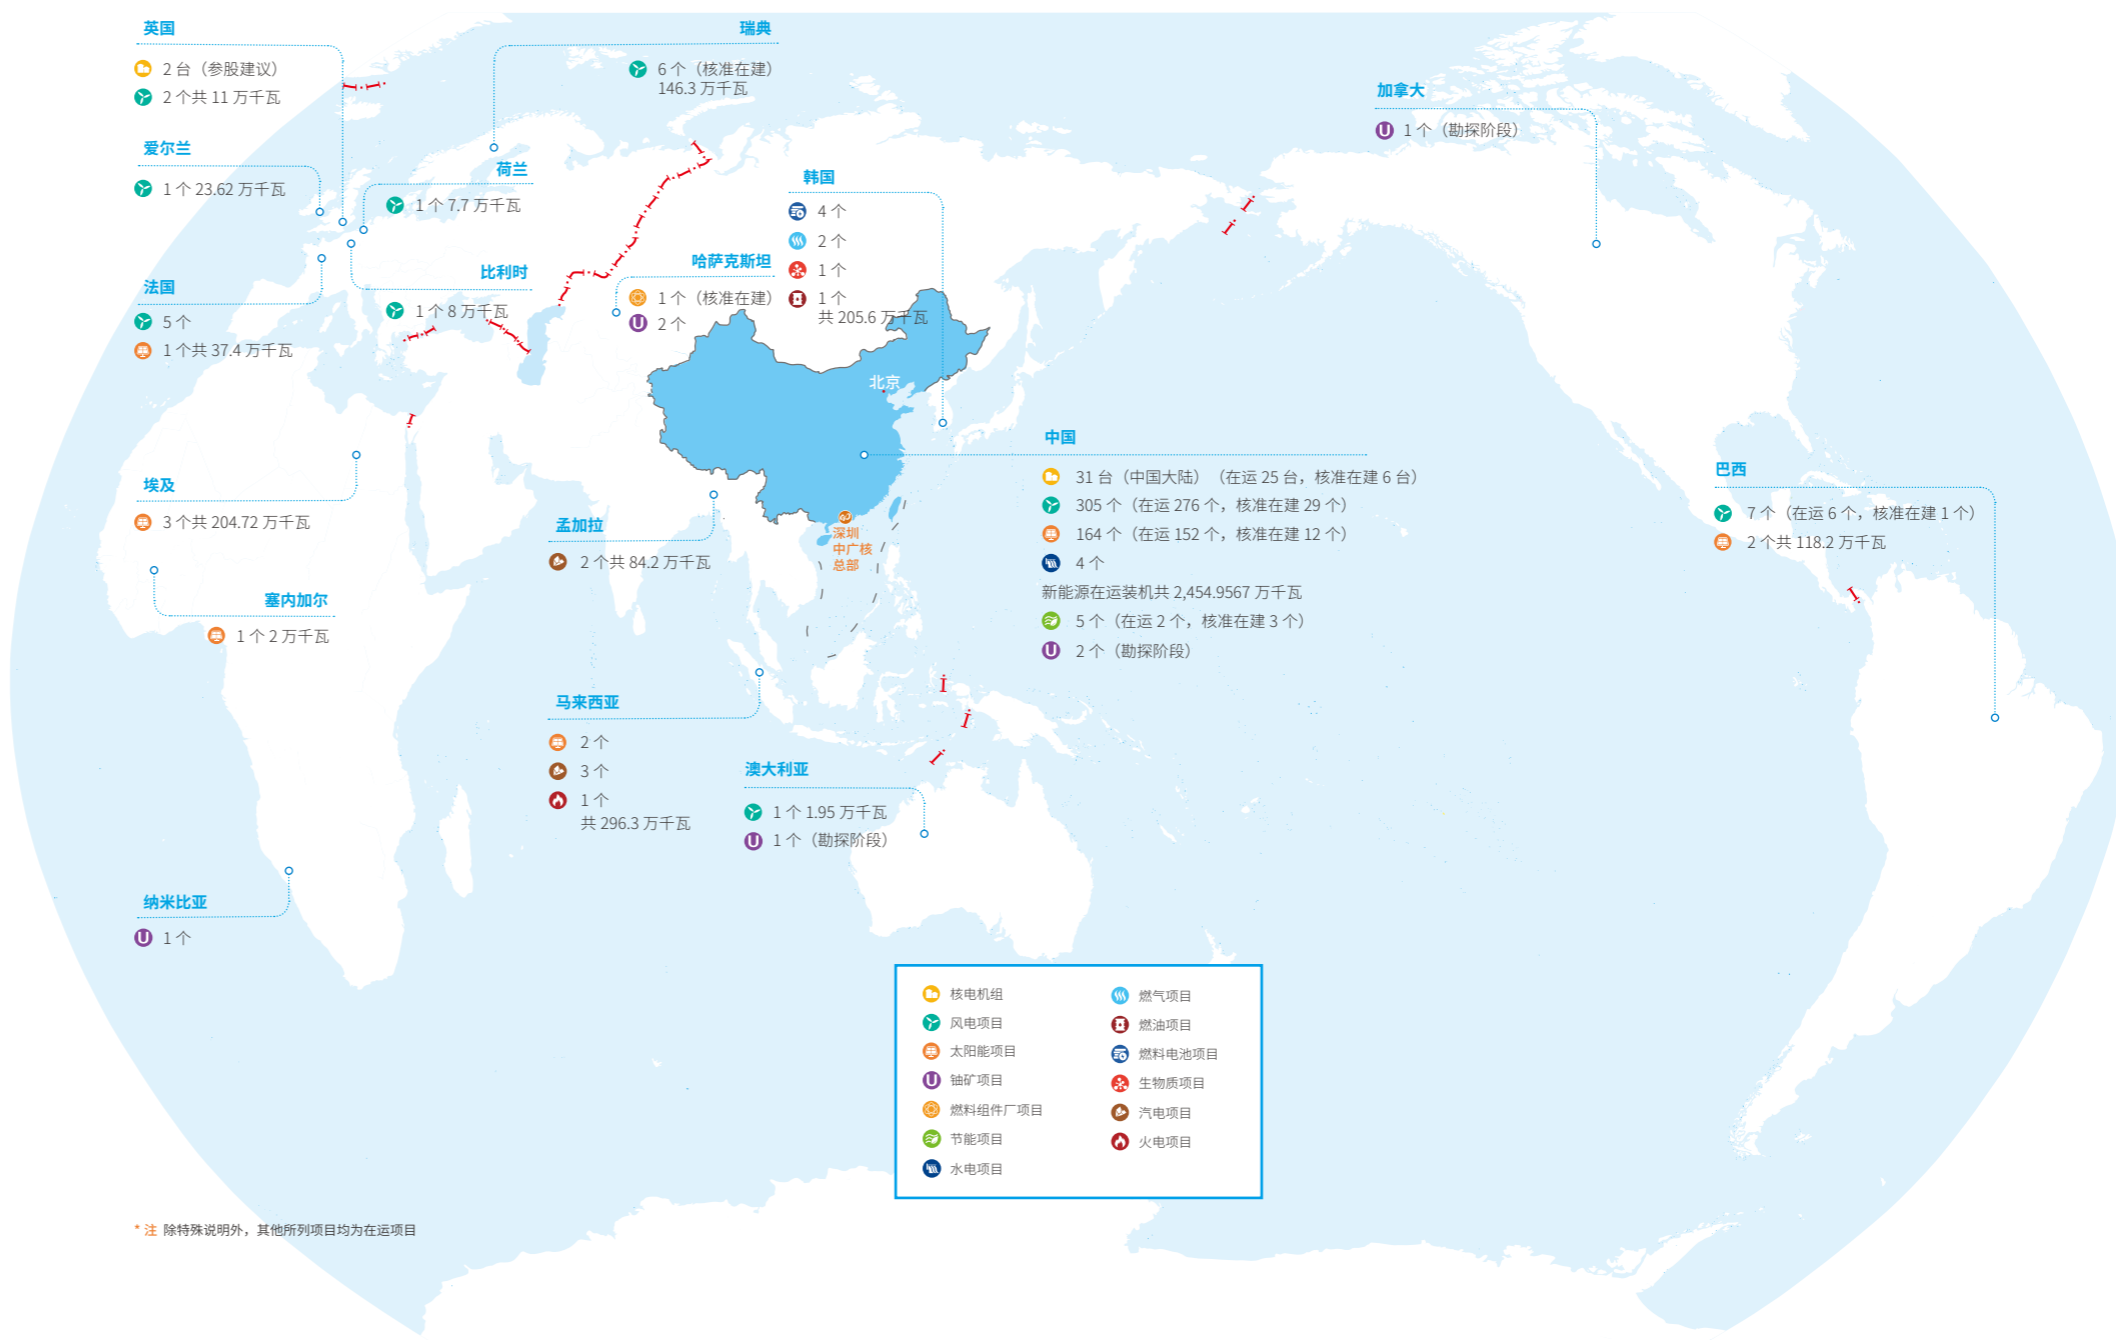 英国
2 台（参股建议）
2 个共 11 万千瓦
瑞典
6 个（核准在建）
146.3 万千瓦
加拿大
1 个（勘探阶段）
爱尔兰
1 个 23.62 万千瓦
荷兰
1 个 7.7 万千瓦
韩国
4 个
2 个
1 个
1 个
共 205.6 万千瓦
哈萨克斯坦
1 个（核准在建）
2 个
比利时
1 个 8 万千瓦
法国
5 个
1 个共 37.4 万千瓦
北京
中国
31 台（中国大陆）（在运 25 台，核准在建 6 台）
305 个（在运 276 个，核准在建 29 个）
164 个（在运 152 个，核准在建 12 个）
4 个
新能源在运装机共 2,454.9567 万千瓦
5 个（在运 2 个，核准在建 3 个）
2 个（勘探阶段）
巴西
7 个（在运 6 个，核准在建 1 个）
2 个共 118.2 万千瓦
埃及
3 个共 204.72 万千瓦
孟加拉
2 个共 84.2 万千瓦
深圳
中广核
总部
塞内加尔
1 个 2 万千瓦
马来西亚
2 个
3 个
1 个
共 296.3 万千瓦
澳大利亚
1 个 1.95 万千瓦
1 个（勘探阶段）
纳米比亚
1 个
核电机组
风电项目
太阳能项目
铀矿项目
燃料组件厂项目
节能项目
水电项目
燃气项目
燃油项目
燃料电池项目
生物质项目
汽电项目
火电项目
* 注 除特殊说明外，其他所列项目均为在运项目